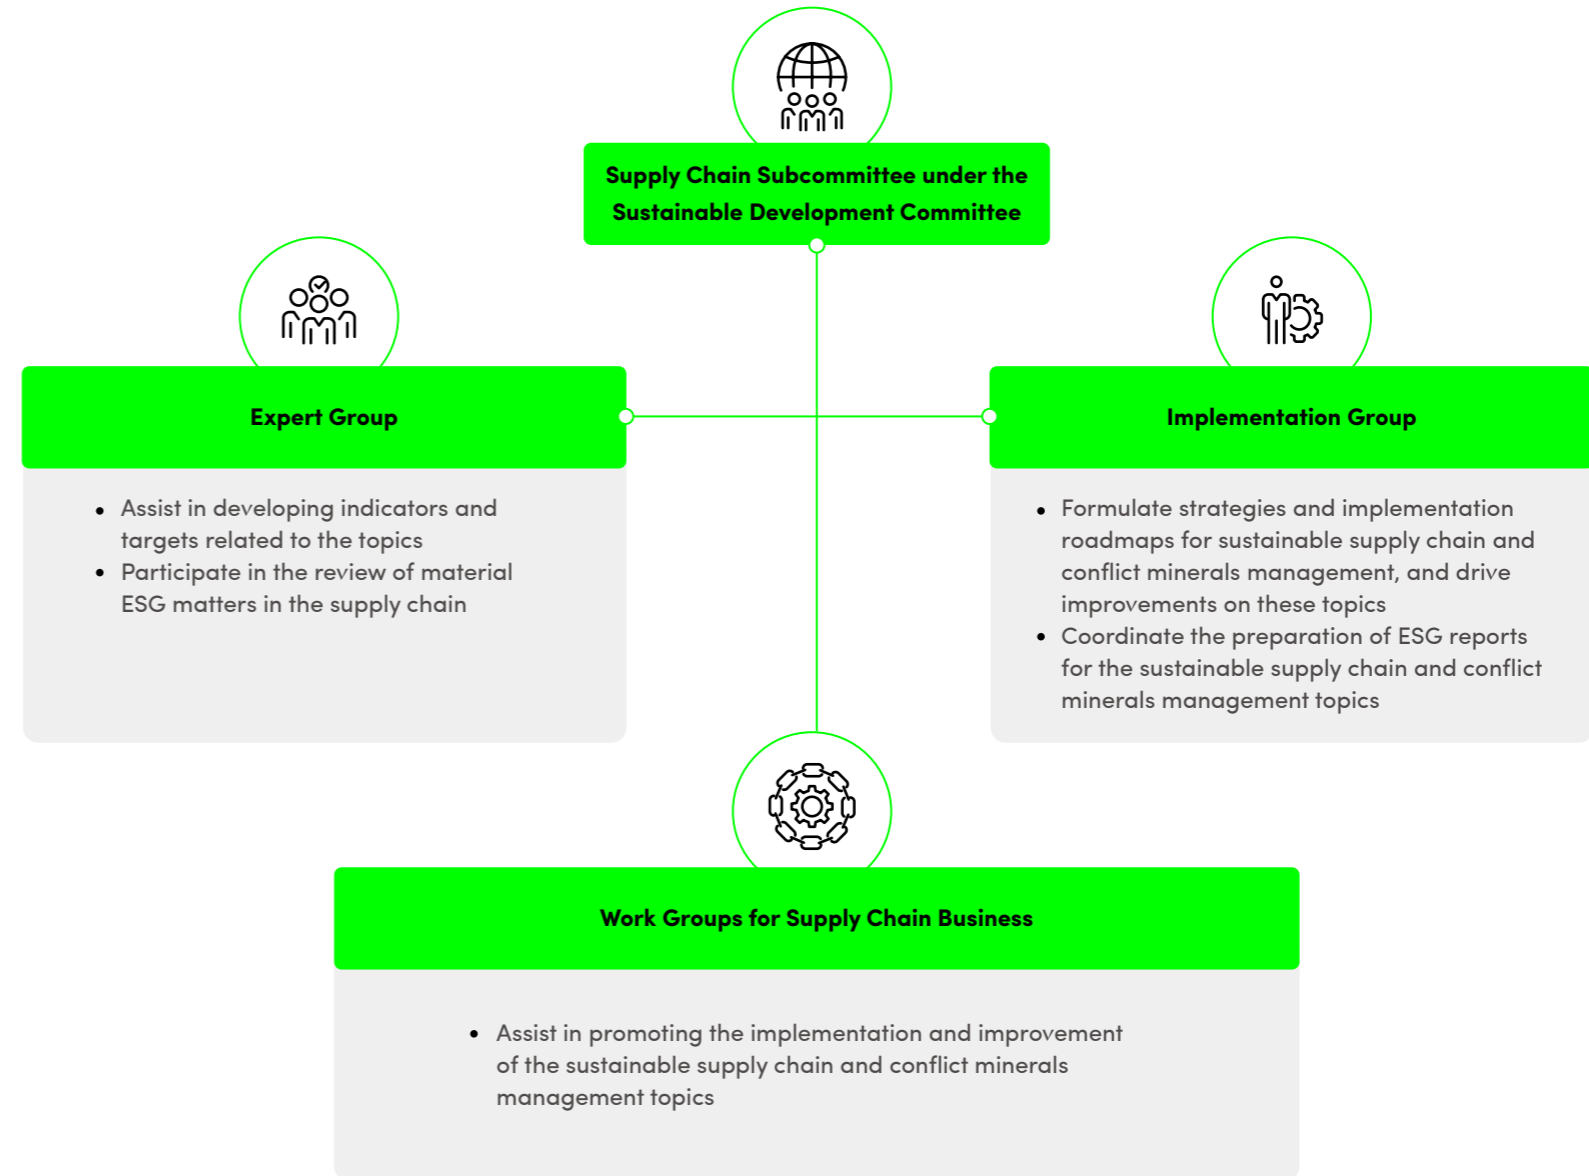 Supply Chain Subcommittee under the
Sustainable Development Committee
Expert Group
• Assist in developing indicators and
targets related to the topics
• Participate in the review of material
ESG matters in the supply chain
Implementation Group
• Formulate strategies and implementation
roadmaps for sustainable supply chain and
conflict minerals management, and drive
improvements on these topics
• Coordinate the preparation of ESG reports
for the sustainable supply chain and conflict
minerals management topics
Work Groups for Supply Chain Business
• Assist in promoting the implementation and improvement
of the sustainable supply chain and conflict minerals
management topics